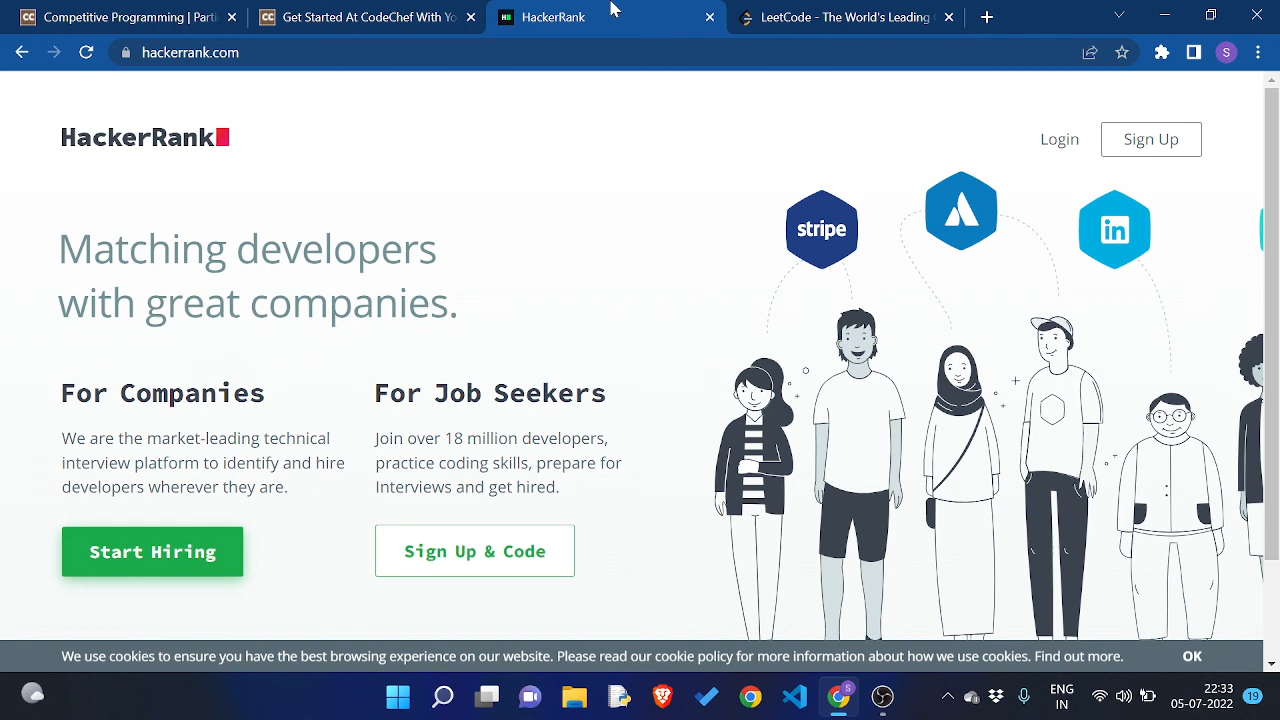 Competitive Programming | Parti
Get Started At CodeChef With Yo
HackerRank
LeetCode - The World's Leading
hackerrank.com
S
HackerRank
Login
Sign Up
stripe
in
Matching developers
with great companies.
For Companies
We are the market-leading technical
interview platform to identify and hire
developers wherever they are.
Start Hiring
For Job Seekers
Join over 18 million developers,
practice coding skills, prepare for
Interviews and get hired.
Sign Up & Code
We use cookies to ensure you have the best browsing experience on our website. Please read our cookie policy for more information about how we use cookies. Find out more.
OK
S
ENG
IN
22:33
05-07-2022
19